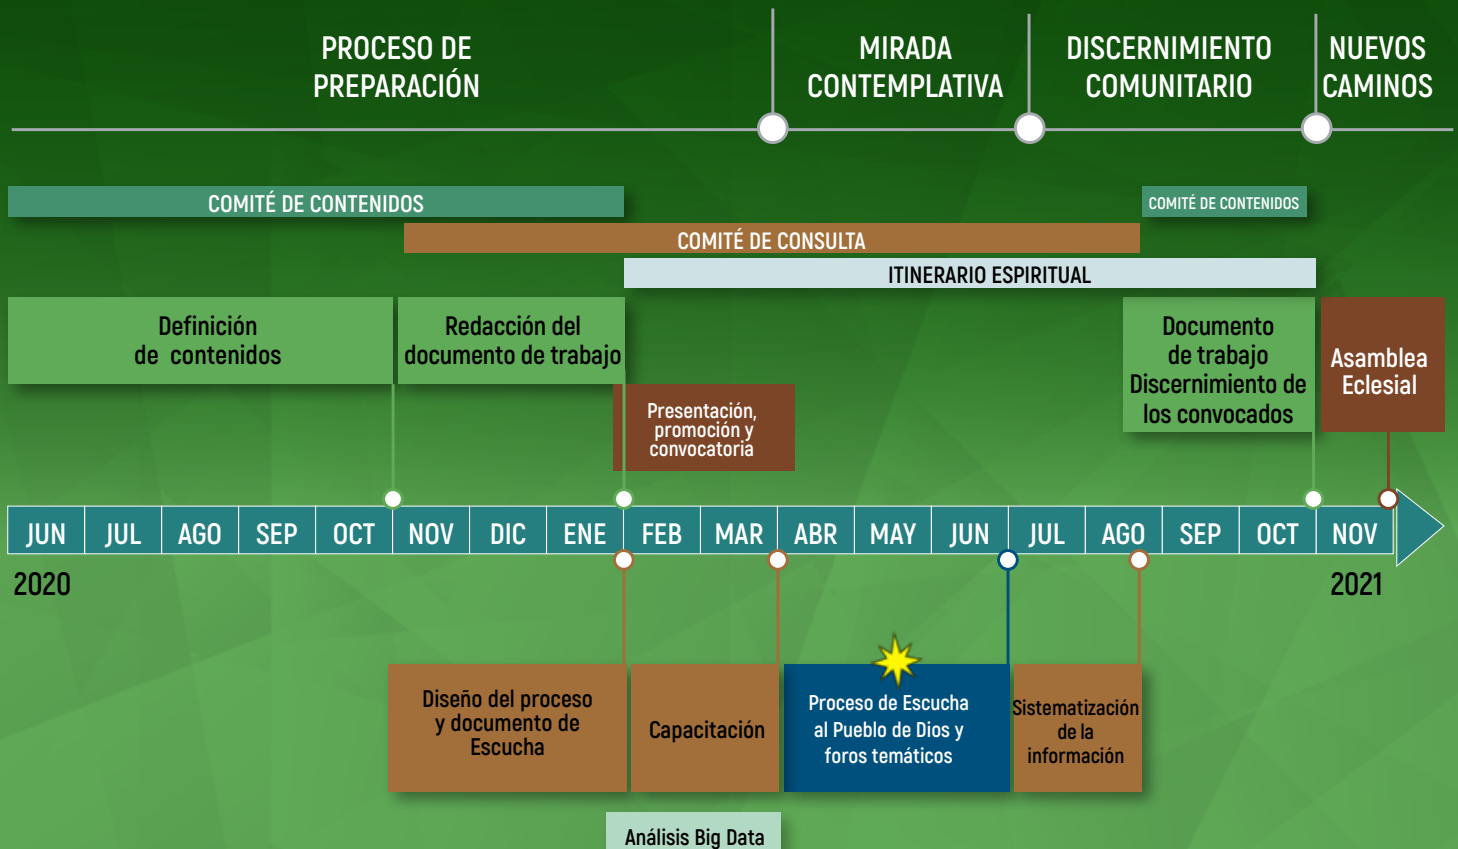 PROCESO DE
PREPARACIÓN
MIRADA
CONTEMPLATIVA
DISCERNIMIENTO
COMUNITARIO
NUEVOS
CAMINOS
COMITÉ DE CONTENIDOS
COMITÉ DE CONTENIDOS
COMITÉ DE CONSULTA
ITINERARIO ESPIRITUAL
Definición
de contenidos
Redacción del
documento de trabajo
Presentación,
promoción y
convocatoria
Documento
de trabajo
Discernimiento de
los convocados
Asamblea
Eclesial
JUN JUL AGO SEP OCT NOV DIC ENE FEB MAR ABR MAY JUN JUL AGO SEP OCT NOV
2020 2021
Diseño del proceso
y documento de
Escucha
Capacitación
Proceso de Escucha
al Pueblo de Dios y
foros temáticos
Sistematización
de la
información
Análisis Big Data